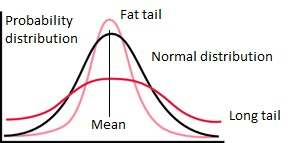 Probability
distribution
Fat tail
Normal distribution
Long tail
Mean